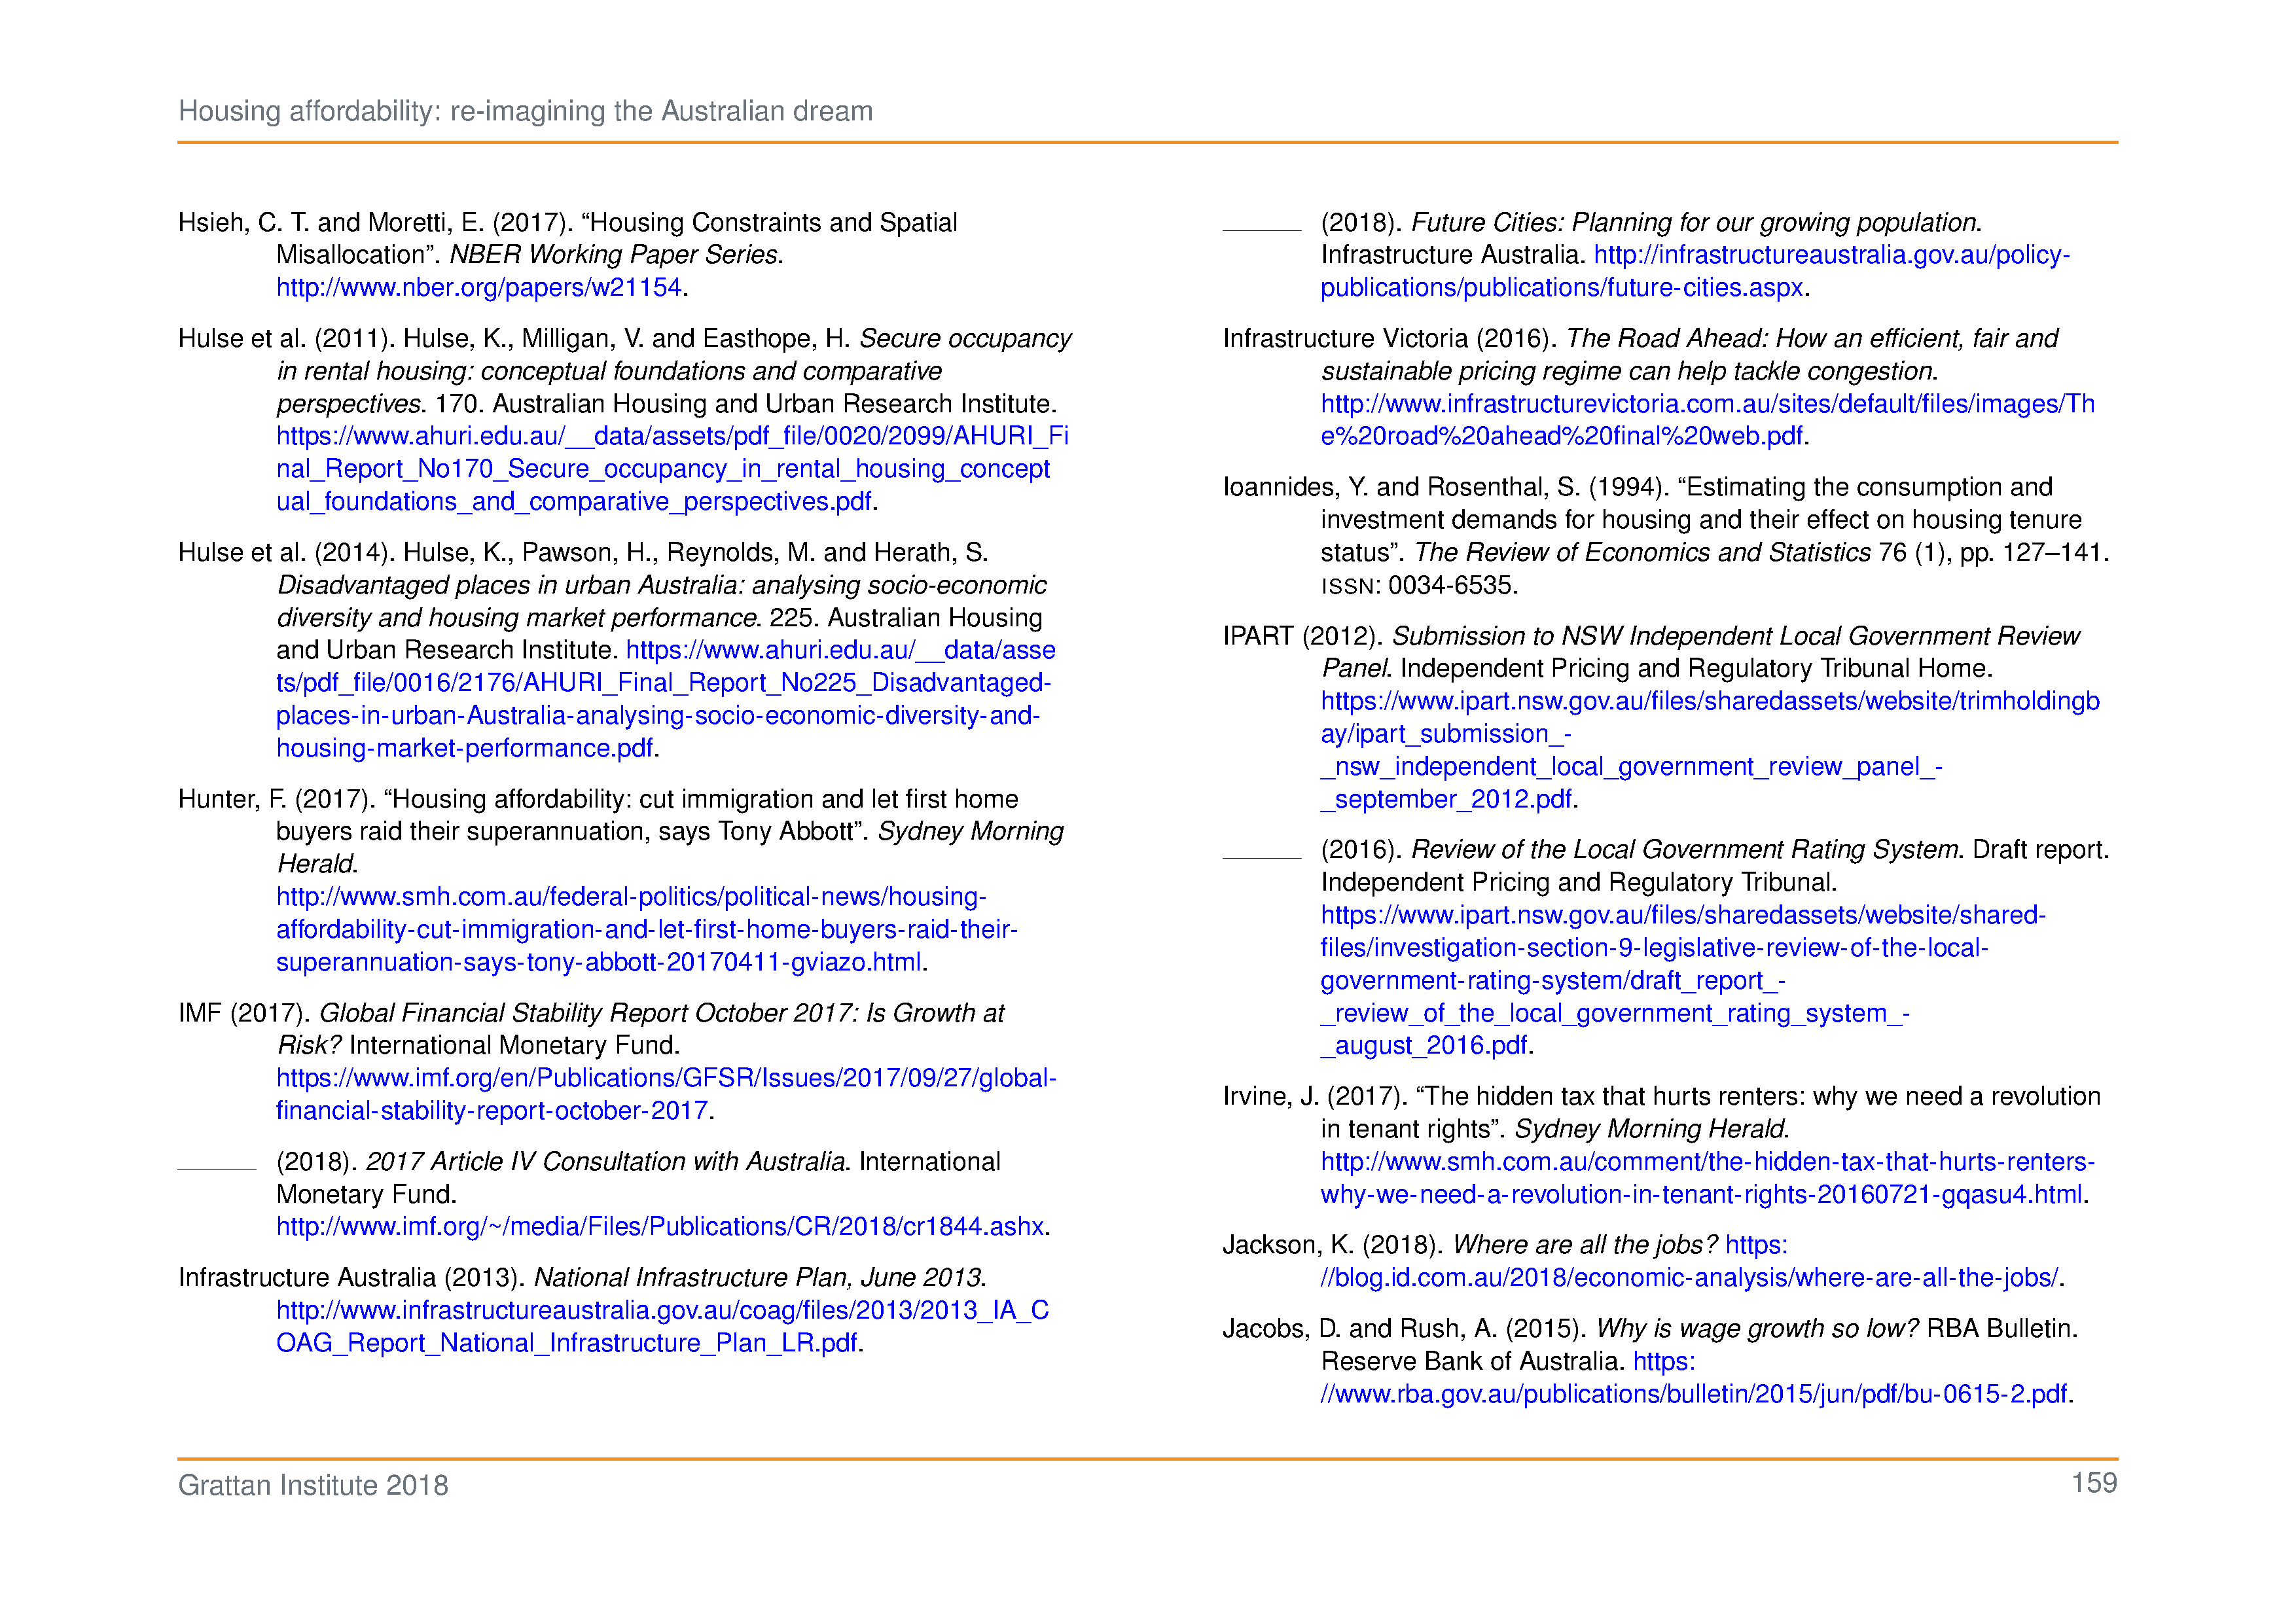 Housing affordability: re-imagining the Australian dream
Hsieh, C. T. and Moretti, E. (2017). “Housing Constraints and Spatial
Misallocation”. NBER Working Paper Series.
http://www.nber.org/papers/w21154.
Hulse et al. (2011). Hulse, K., Milligan, V. and Easthope, H. Secure occupancy
in rental housing: conceptual foundations and comparative
perspectives. 170. Australian Housing and Urban Research Institute.
https://www.ahuri.edu.au/__data/assets/pdf_file/0020/2099/AHURI_Fi
nal_Report_No170_Secure_occupancy_in_rental_housing_concept
ual_foundations_and_comparative_perspectives.pdf.
Hulse et al. (2014). Hulse, K., Pawson, H., Reynolds, M. and Herath, S.
Disadvantaged places in urban Australia: analysing socio-economic
diversity and housing market performance. 225. Australian Housing
and Urban Research Institute. https://www.ahuri.edu.au/__data/asse
ts/pdf_file/0016/2176/AHURI_Final_Report_No225_Disadvantaged-
places-in-urban-Australia-analysing-socio-economic-diversity-and-
housing-market-performance.pdf.
Hunter, F. (2017). “Housing affordability: cut immigration and let first home
buyers raid their superannuation, says Tony Abbott”. Sydney Morning
Herald.
http://www.smh.com.au/federal-politics/political-news/housing-
affordability-cut-immigration-and-let-first-home-buyers-raid-their-
superannuation-says-tony-abbott-20170411-gviazo.html.
IMF (2017). Global Financial Stability Report October 2017: Is Growth at
Risk? International Monetary Fund.
https://www.imf.org/en/Publications/GFSR/Issues/2017/09/27/global-
financial-stability-report-october-2017.
(2018). 2017 Article IV Consultation with Australia. International
Monetary Fund.
http://www.imf.org/~/media/Files/Publications/CR/2018/cr1844.ashx.
Infrastructure Australia (2013). National Infrastructure Plan, June 2013.
http://www.infrastructureaustralia.gov.au/coag/files/2013/2013_IA_C
OAG_Report_National_Infrastructure_Plan_LR.pdf.
(2018). Future Cities: Planning for our growing population.
Infrastructure Australia. http://infrastructureaustralia.gov.au/policy-
publications/publications/future-cities.aspx.
Infrastructure Victoria (2016). The Road Ahead: How an efficient, fair and
sustainable pricing regime can help tackle congestion.
http://www.infrastructurevictoria.com.au/sites/default/files/images/Th
e%20road%20ahead%20final%20web.pdf.
Ioannides, Y. and Rosenthal, S. (1994). “Estimating the consumption and
investment demands for housing and their effect on housing tenure
status”. The Review of Economics and Statistics 76 (1), pp. 127–141.
ISSN: 0034-6535.
IPART (2012). Submission to NSW Independent Local Government Review
Panel. Independent Pricing and Regulatory Tribunal Home.
https://www.ipart.nsw.gov.au/files/sharedassets/website/trimholdingb
ay/ipart_submission_-
_nsw_independent_local_government_review_panel_-
_september_2012.pdf.
(2016). Review of the Local Government Rating System. Draft report.
Independent Pricing and Regulatory Tribunal.
https://www.ipart.nsw.gov.au/files/sharedassets/website/shared-
files/investigation-section-9-legislative-review-of-the-local-
government-rating-system/draft_report_-
_review_of_the_local_government_rating_system_-
_august_2016.pdf.
Irvine, J. (2017). “The hidden tax that hurts renters: why we need a revolution
in tenant rights”. Sydney Morning Herald.
http://www.smh.com.au/comment/the-hidden-tax-that-hurts-renters-
why-we-need-a-revolution-in-tenant-rights-20160721-gqasu4.html.
Jackson, K. (2018). Where are all the jobs? https:
//blog.id.com.au/2018/economic-analysis/where-are-all-the-jobs/.
Jacobs, D. and Rush, A. (2015). Why is wage growth so low? RBA Bulletin.
Reserve Bank of Australia. https:
//www.rba.gov.au/publications/bulletin/2015/jun/pdf/bu-0615-2.pdf.
Grattan Institute 2018
159